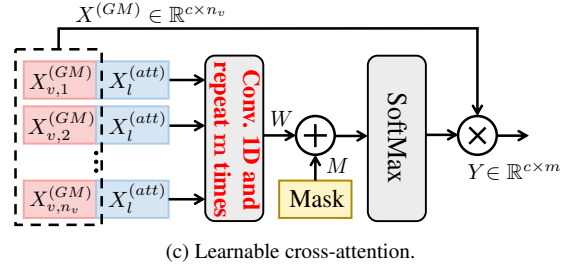 X^{(GM)} ∈ ℝ^{c×n_v}
X_{v,1}^{(GM)} X_l^{(att)}
X_{v,2}^{(GM)} X_l^{(att)}
⋮
X_{v,n_v}^{(GM)} X_l^{(att)}
Conv. 1D and
repeat m times
W
+
M
Mask
SoftMax
×
Y ∈ ℝ^{c×m}
(c) Learnable cross-attention.